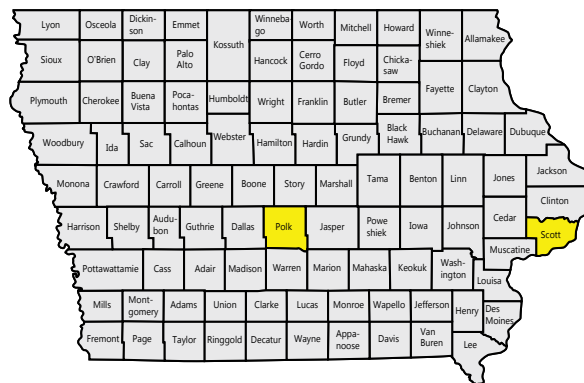 Lyon
Osceola
Dickin-
son
Emmet
Kossuth
Winneba-
go
Worth
Mitchell
Howard
Winne-
shiek
Allamakee
Sioux
O'Brien
Clay
Palo
Alto
Hancock
Cerro
Gordo
Floyd
Chicka-
saw
Fayette
Clayton
Plymouth
Cherokee
Buena
Vista
Poca-
hontas
Humboldt
Wright
Franklin
Butler
Bremer
Woodbury
Ida
Sac
Calhoun
Webster
Hamilton
Hardin
Grundy
Black
Hawk
Buchanan
Delaware
Dubuque
Monona
Crawford
Carroll
Greene
Boone
Story
Marshall
Tama
Benton
Linn
Jones
Jackson
Clinton
Harrison
Shelby
Audu-
bon
Guthrie
Dallas
Polk
Jasper
Powe
shiek
Iowa
Johnson
Cedar
Scott
Muscatine
Pottawattamie
Cass
Adair
Madison
Warren
Marion
Mahaska
Keokuk
Wash-
ington
Louisa
Mills
Mont-
gomery
Adams
Union
Clarke
Lucas
Monroe
Wapello
Jefferson
Henry
Des
Moines
Fremont
Page
Taylor
Ringgold
Decatur
Wayne
Appa-
noose
Davis
Van
Buren
Lee